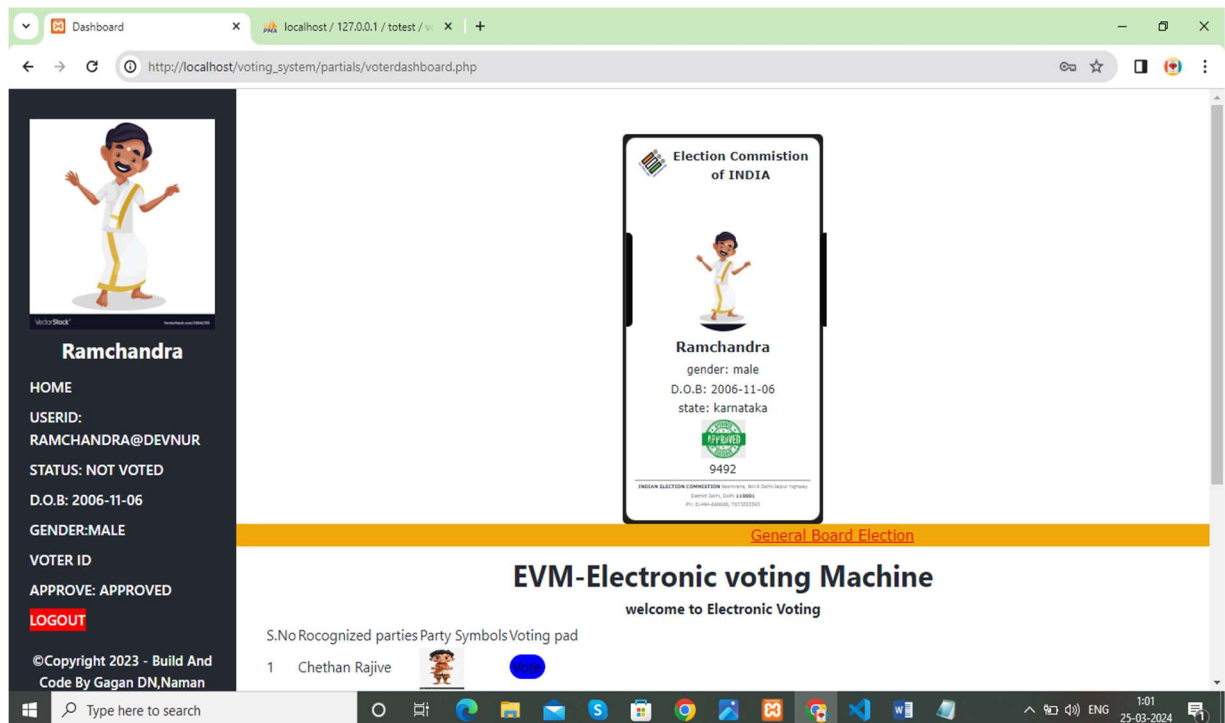 Dashboard
localhost / 127.0.0.1 / totest / v
http://localhost/voting_system/partials/voterdashboard.php
VectorStock
Ramchandra
HOME
USERID:
RAMCHANDRA@DEVNUR
STATUS: NOT VOTED
D.O.B: 2006-11-06
GENDER:MALE
VOTER ID
APPROVE: APPROVED
LOGOUT
©Copyright 2023 - Build And
Code By Gagan DN,Naman
Election Commistion
of INDIA
Ramchandra
gender: male
D.O.B: 2006-11-06
state: karnataka
APPROVED
9492
INDIAN ELECTION COMMISTION
General Board Election
EVM-Electronic voting Machine
welcome to Electronic Voting
S.No Rocognized parties Party Symbols Voting pad
1 Chethan Rajive Vote
Type here to search
ENG
1:01
25-03-2024